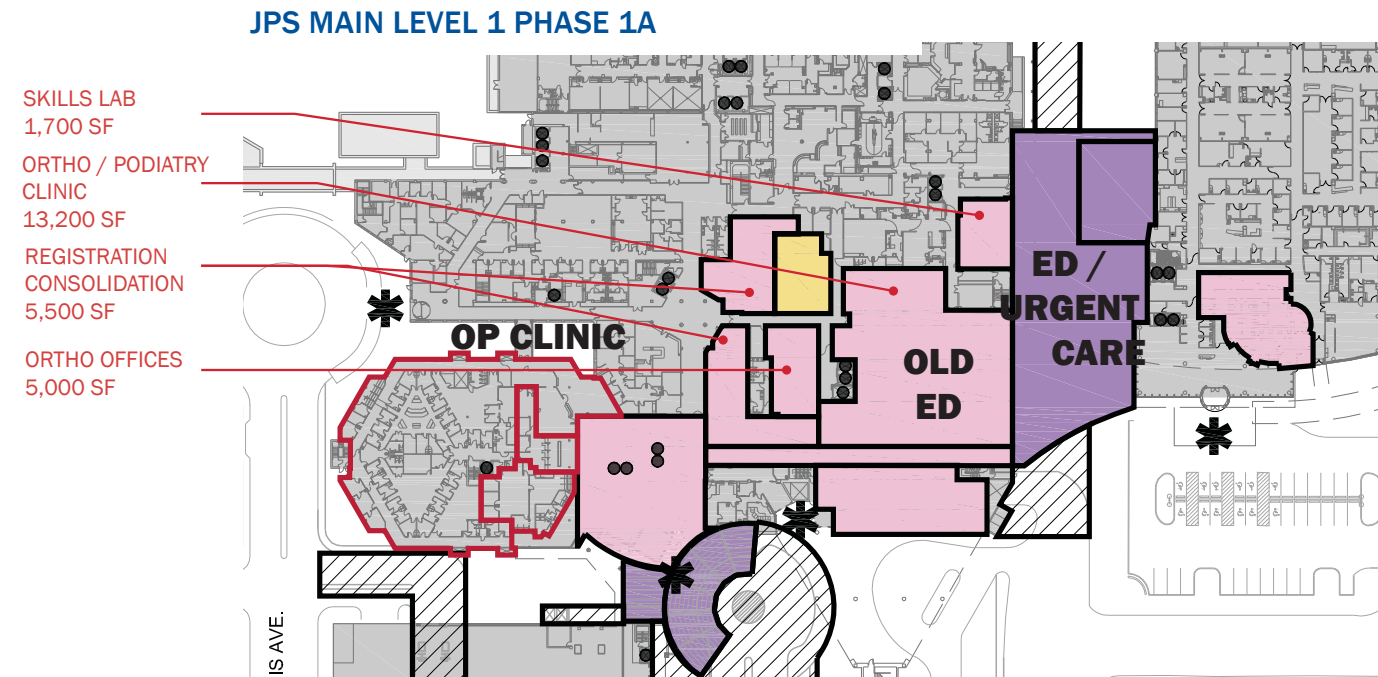 JPS MAIN LEVEL 1 PHASE 1A
SKILLS LAB
1,700 SF
ORTHO / PODIATRY
CLINIC
13,200 SF
REGISTRATION
CONSOLIDATION
5,500 SF
ORTHO OFFICES
5,000 SF
OP CLINIC
OLD
ED
ED /
URGENT
CARE
IS AVE.